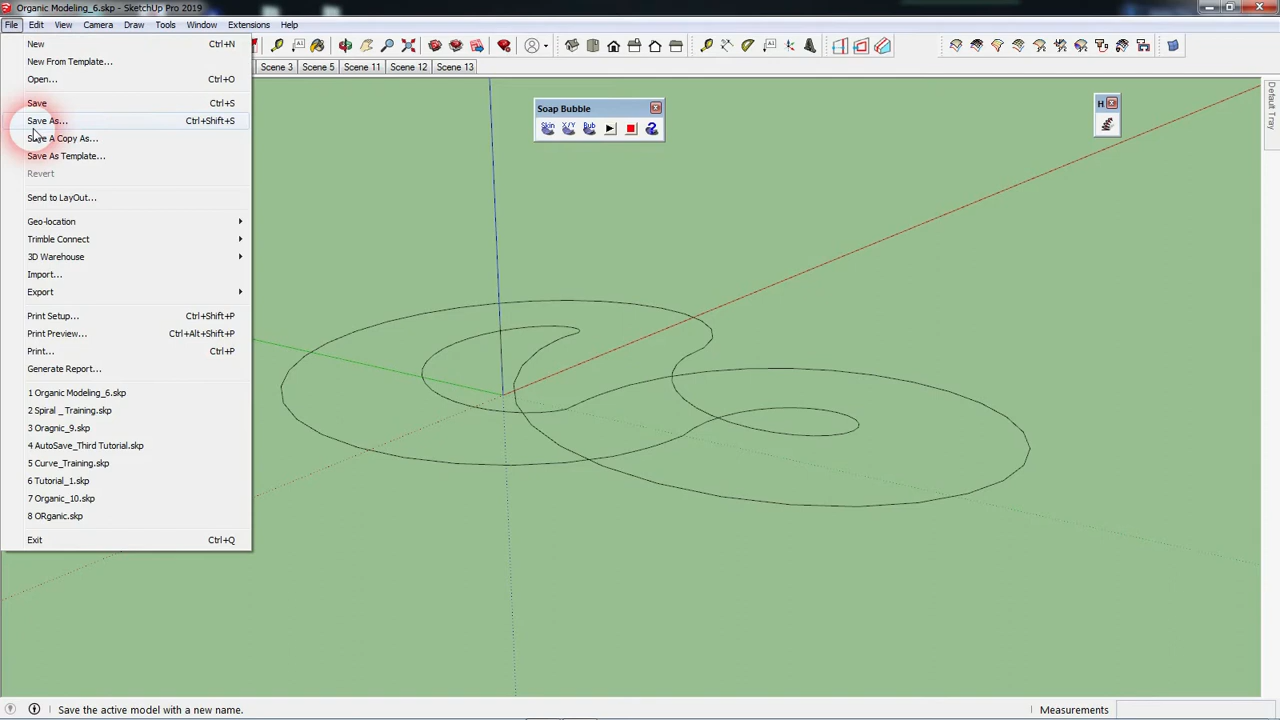 Organic Modeling_6.skp - SketchUp Pro 2019
File Edit View Camera Draw Tools Window Extensions Help
New Ctrl+N
New From Template...
Open... Ctrl+O
Save Ctrl+S
Save As... Ctrl+Shift+S
Save A Copy As...
Save As Template...
Revert
Send to LayOut...
Geo-location
Trimble Connect
3D Warehouse
Import...
Export
Print Setup... Ctrl+Shift+P
Print Preview... Ctrl+Alt+Shift+P
Print... Ctrl+P
Generate Report...
1 Organic Modeling_6.skp
2 Spiral _ Training.skp
3 Oragnic_9.skp
4 AutoSave_Third Tutorial.skp
5 Curve_Training.skp
6 Tutorial_1.skp
7 Organic_10.skp
8 ORganic.skp
Exit Ctrl+Q
Scene 3 Scene 5 Scene 11 Scene 12 Scene 13
Soap Bubble
Skin X/Y Bub
H
Default Tray
Save the active model with a new name.
Measurements